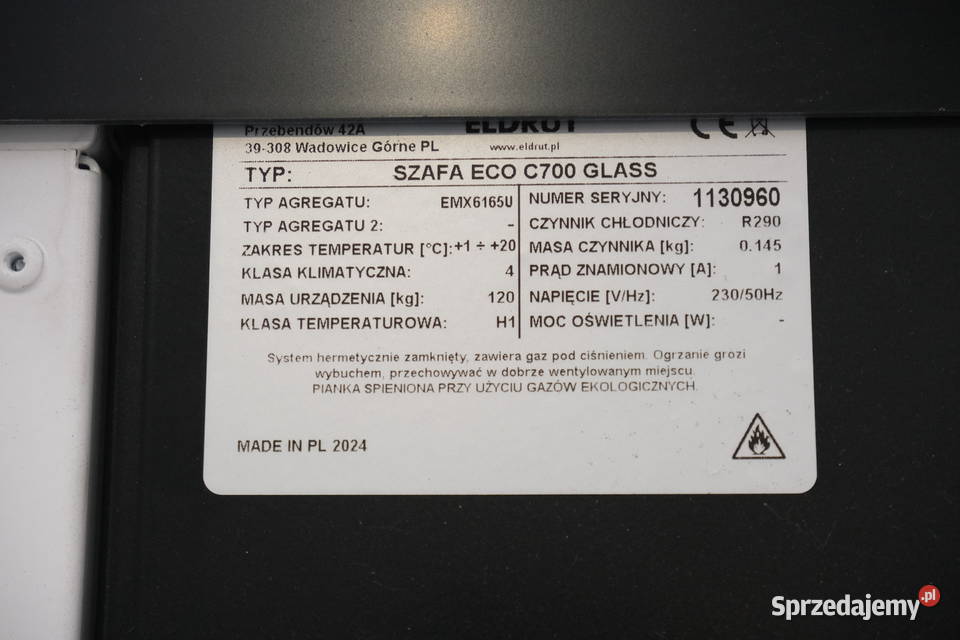 Przebendów 42A
ELDRUT
39-308 Wadowice Górne PL
www.eldrut.pl
TYP: SZAFA ECO C700 GLASS
TYP AGREGATU: EMX6165U
NUMER SERYJNY: 1130960
TYP AGREGATU 2: -
CZYNNIK CHŁODNICZY: R290
ZAKRES TEMPERATUR [°C]: +1 ÷ +20
MASA CZYNNIKA [kg]: 0.145
KLASA KLIMATYCZNA: 4
PRĄD ZNAMIONOWY [A]: 1
MASA URZĄDZENIA [kg]: 120
NAPIĘCIE [V/Hz]: 230/50Hz
KLASA TEMPERATUROWA: H1
MOC OŚWIETLENIA [W]: -
System hermetycznie zamknięty, zawiera gaz pod ciśnieniem. Ogrzanie grozi
wybuchem, przechowywać w dobrze wentylowanym miejscu.
PIANKA SPIENIONA PRZY UŻYCIU GAZÓW EKOLOGICZNYCH.
MADE IN PL 2024
Sprzedajemy.pl